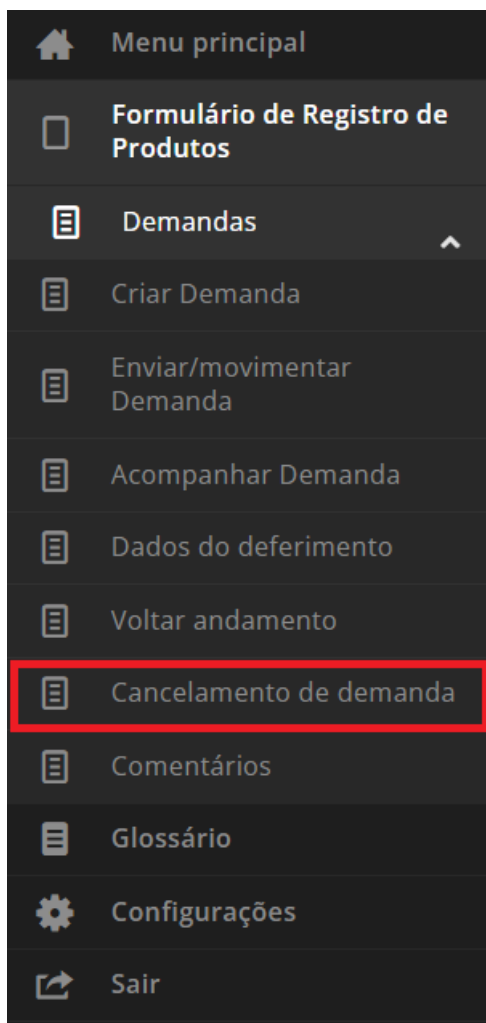 Menu principal
Formulário de Registro de
Produtos
Demandas
Criar Demanda
Enviar/movimentar
Demanda
Acompanhar Demanda
Dados do deferimento
Voltar andamento
Cancelamento de demanda
Comentários
Glossário
Configurações
Sair